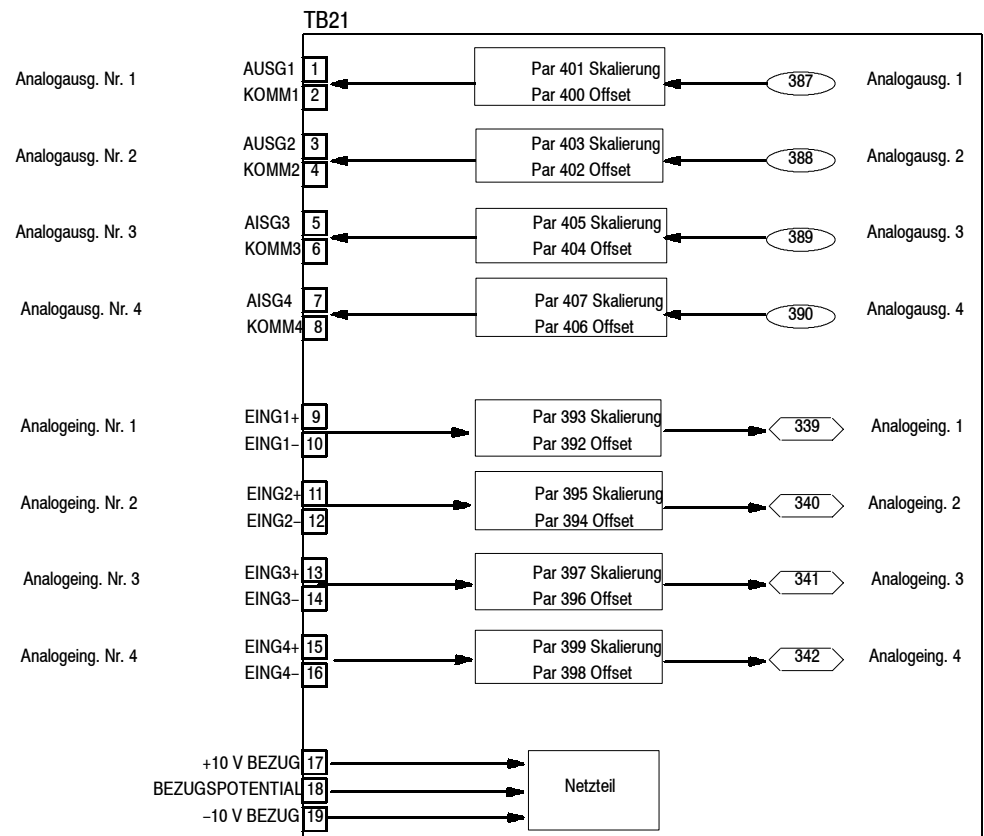 TB21
Analogausg. Nr. 1
AUSG1 1
KOMM1 2
Par 401 Skalierung
Par 400 Offset
387
Analogausg. 1
Analogausg. Nr. 2
AUSG2 3
KOMM2 4
Par 403 Skalierung
Par 402 Offset
388
Analogausg. 2
Analogausg. Nr. 3
AISG3 5
KOMM3 6
Par 405 Skalierung
Par 404 Offset
389
Analogausg. 3
Analogausg. Nr. 4
AISG4 7
KOMM4 8
Par 407 Skalierung
Par 406 Offset
390
Analogausg. 4
Analogeing. Nr. 1
EING1+ 9
EING1− 10
Par 393 Skalierung
Par 392 Offset
339
Analogeing. 1
Analogeing. Nr. 2
EING2+ 11
EING2− 12
Par 395 Skalierung
Par 394 Offset
340
Analogeing. 2
Analogeing. Nr. 3
EING3+ 13
EING3− 14
Par 397 Skalierung
Par 396 Offset
341
Analogeing. 3
Analogeing. Nr. 4
EING4+ 15
EING4− 16
Par 399 Skalierung
Par 398 Offset
342
Analogeing. 4
+10 V BEZUG 17
BEZUGSPOTENTIAL 18
−10 V BEZUG 19
Netzteil